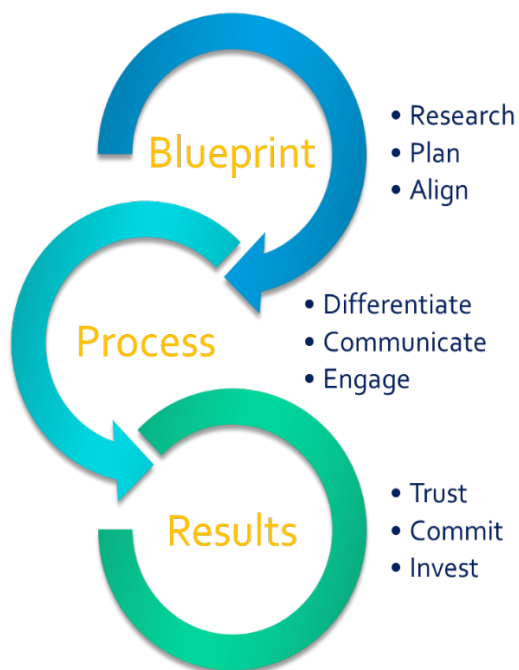 Blueprint
• Research
• Plan
• Align
Process
• Differentiate
• Communicate
• Engage
Results
• Trust
• Commit
• Invest